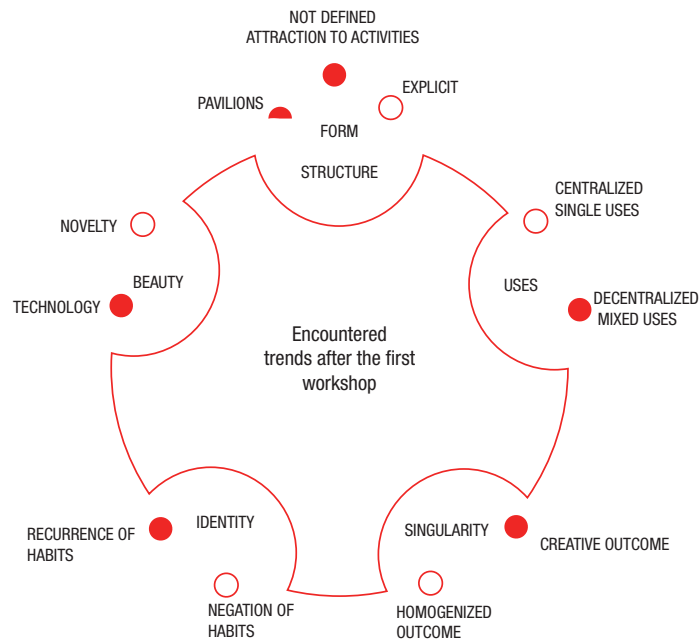 NOT DEFINED
ATTRACTION TO ACTIVITIES
PAVILIONS
EXPLICIT
FORM
STRUCTURE
CENTRALIZED
SINGLE USES
NOVELTY
BEAUTY
USES
TECHNOLOGY
DECENTRALIZED
MIXED USES
Encountered
trends after the first
workshop
RECURRENCE OF
HABITS
IDENTITY
SINGULARITY
CREATIVE OUTCOME
NEGATION OF
HABITS
HOMOGENIZED
OUTCOME